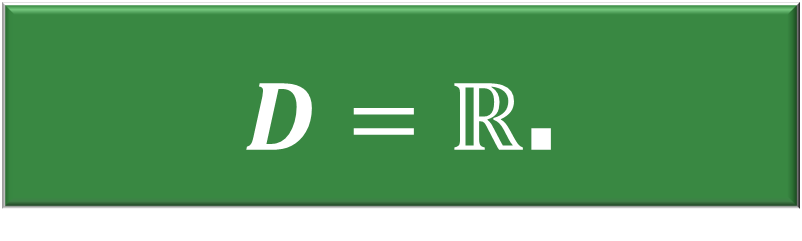 D = ℝ.